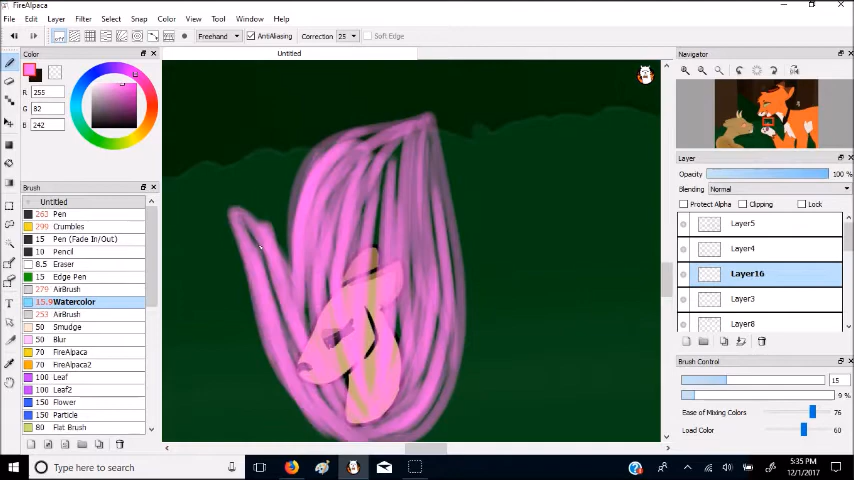 FireAlpaca
File Edit Layer Filter Select Snap Color View Tool Window Help
Freehand AntiAliasing Correction 25 Soft Edge
Untitled
Color
R 255
G 82
B 242
Brush
Untitled
263 Pen
299 Crumbles
15 Pen (Fade In/Out)
10 Pencil
8.5 Eraser
15 Edge Pen
279 AirBrush
15.9 Watercolor
253 AirBrush
50 Smudge
50 Blur
70 FireAlpaca
70 FireAlpaca2
100 Leaf
100 Leaf2
150 Flower
150 Particle
80 Flat Brush
Navigator
Layer
Opacity 100 %
Blending Normal
Protect Alpha Clipping Lock
Layer5
Layer4
Layer16
Layer3
Layer8
Brush Control
15
9 %
Ease of Mixing Colors 76
Load Color 60
Type here to search
5:35 PM
12/1/2017